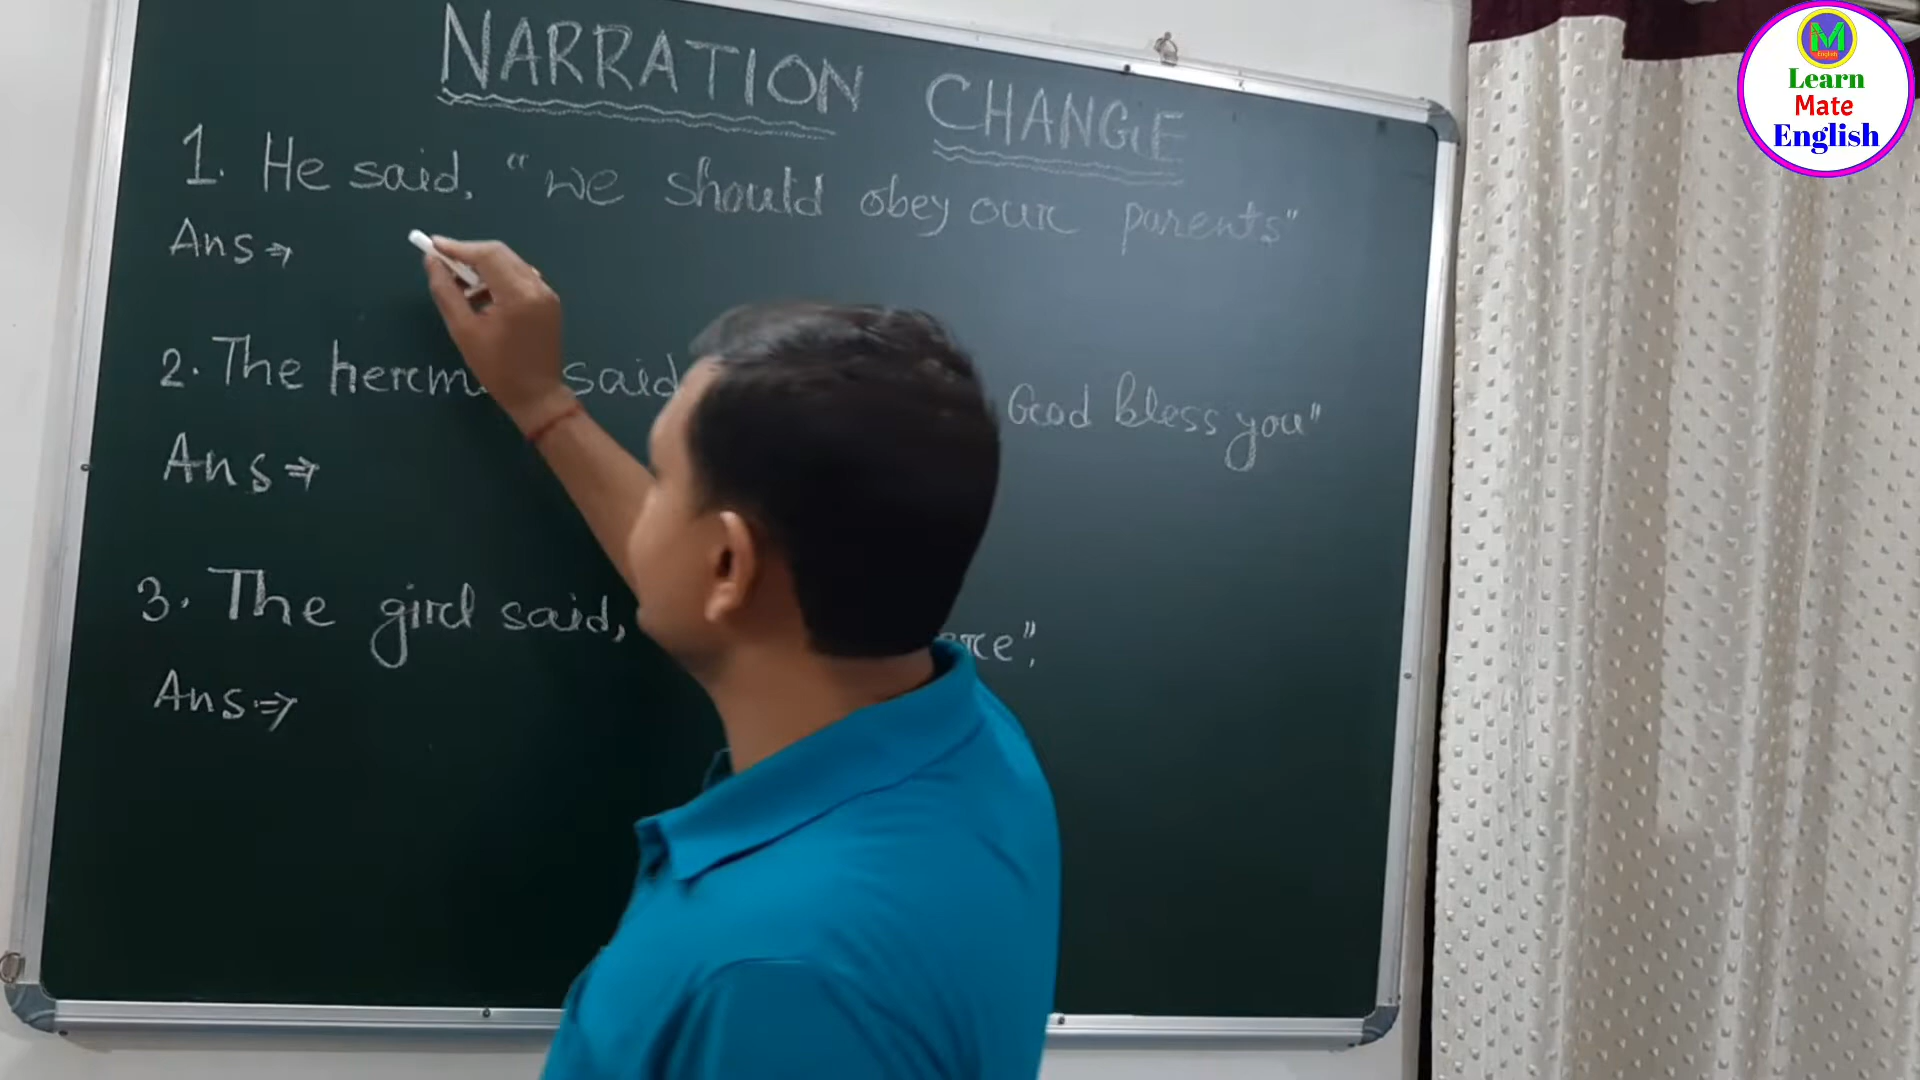 NARRATION CHANGE
1. He said, "we should obey our parents"
Ans ⇒
2. The said God bless you"
Ans ⇒
3. The girl said, ".
Ans ⇒
M
Learn
Mate
English